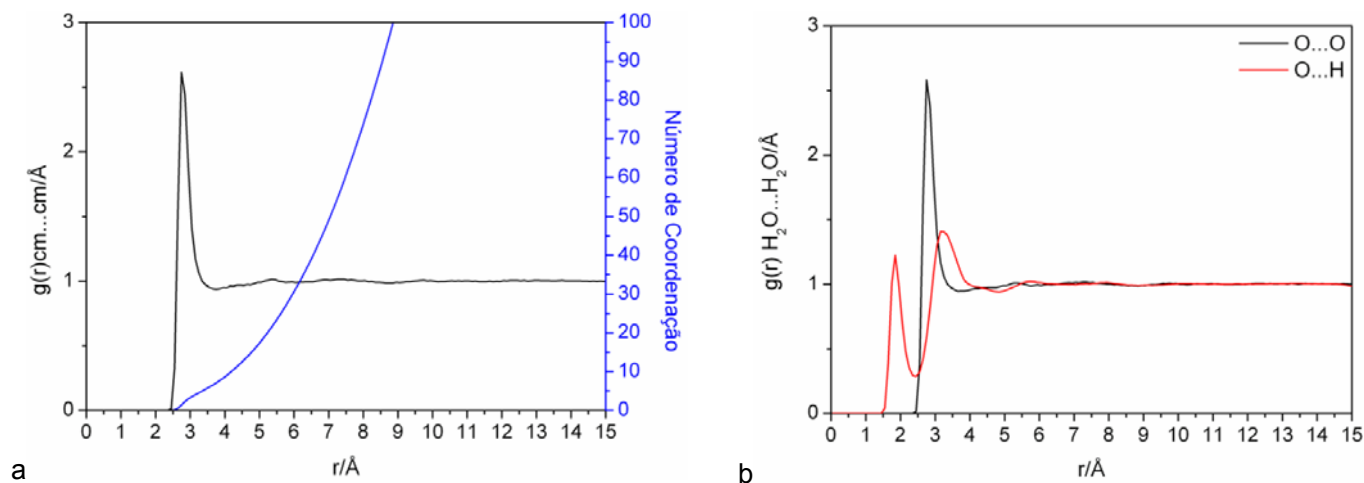 g(r)cm...cm/Å
3
2
1
0
0 1 2 3 4 5 6 7 8 9 10 11 12 13 14 15
r/Å
100
90
80
70
60
50
40
30
20
10
0
Número de Coordenação
a
g(r) H₂O...H₂O/Å
3
2
1
0
0 1 2 3 4 5 6 7 8 9 10 11 12 13 14 15
r/Å
O...O
O...H
b